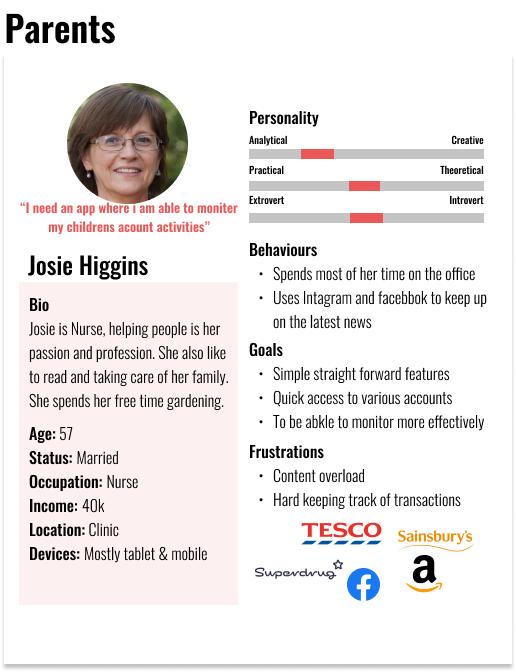 Parents
“I need an app where i am able to moniter
my childrens acount activities”
Josie Higgins
Bio
Josie is Nurse, helping people is her
passion and profession. She also like
to read and taking care of her family.
She spends her free time gardening.
Age: 57
Status: Married
Occupation: Nurse
Income: 40k
Location: Clinic
Devices: Mostly tablet & mobile
Personality
Analytical Creative
Practical Theoretical
Extrovert Introvert
Behaviours
• Spends most of her time on the office
• Uses Intagram and facebbok to keep up
on the latest news
Goals
• Simple straight forward features
• Quick access to various accounts
• To be abkle to monitor more effectively
Frustrations
• Content overload
• Hard keeping track of transactions
TESCO Sainsbury's
Superdrug f a